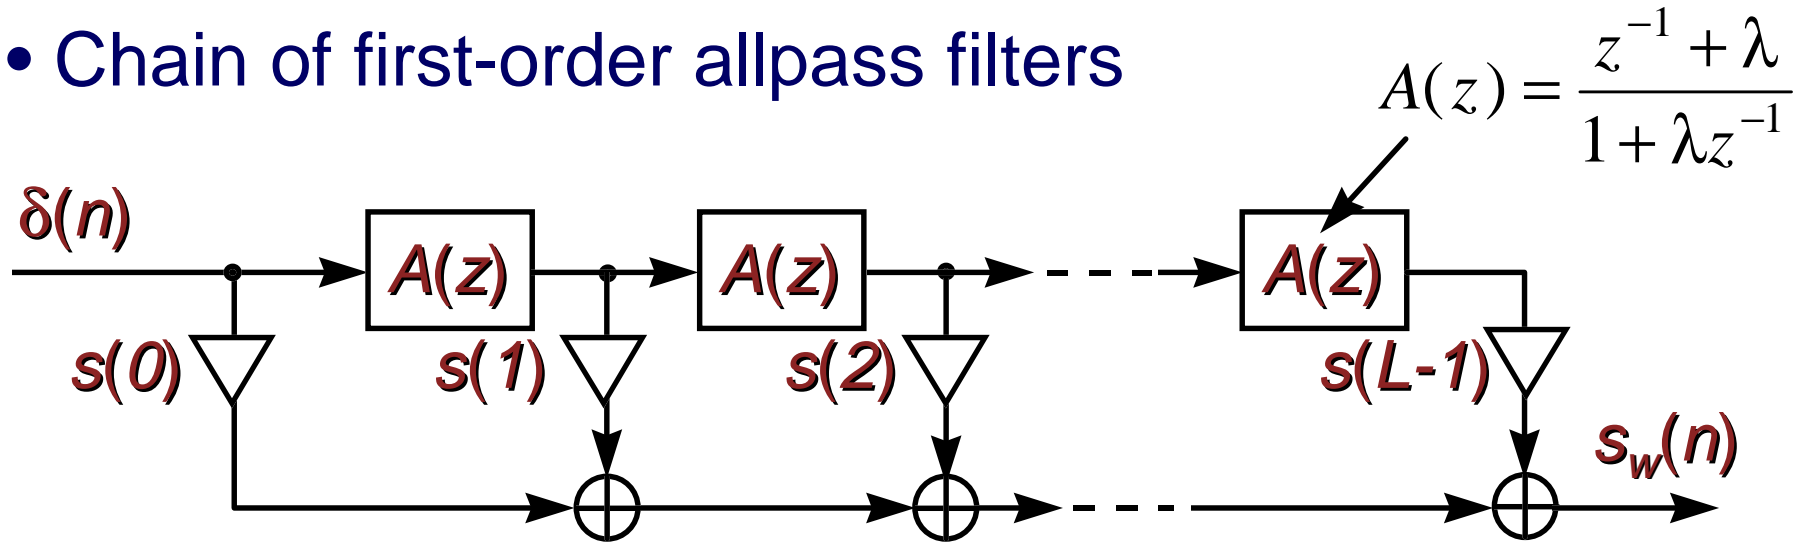 • Chain of first-order allpass filters
A(z) = (z⁻¹ + λ) / (1 + λz⁻¹)
δ(n)
A(z) A(z) A(z)
s(0) s(1) s(2) s(L-1)
s_w(n)